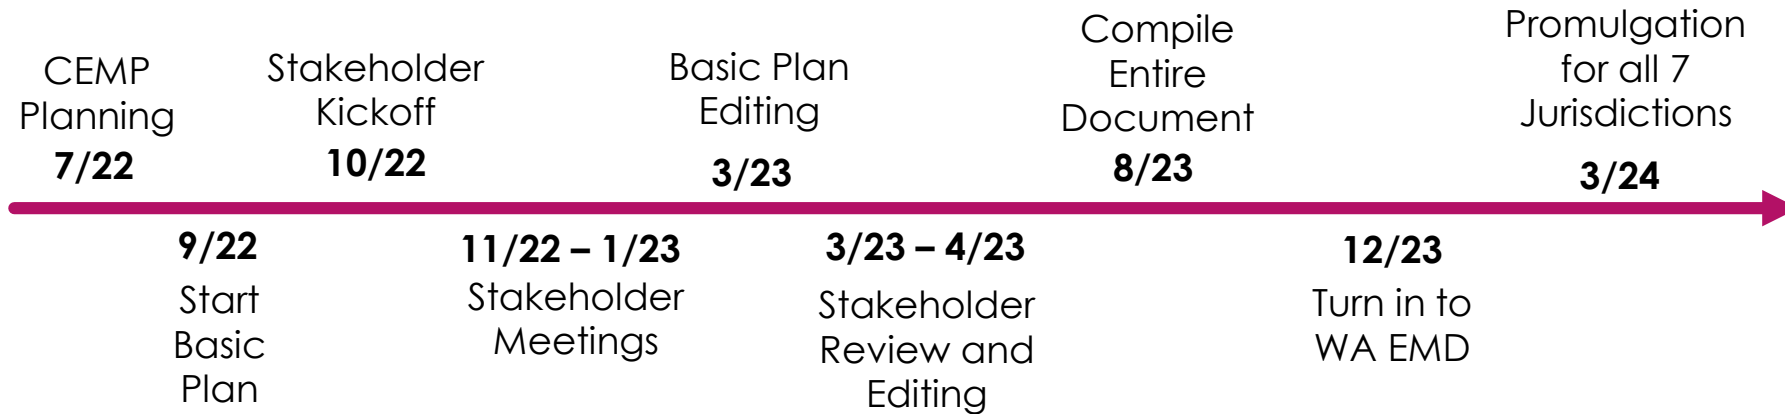 CEMP
Planning
7/22
Stakeholder
Kickoff
10/22
Basic Plan
Editing
3/23
Compile
Entire
Document
8/23
Promulgation
for all 7
Jurisdictions
3/24
9/22
Start
Basic
Plan
11/22 – 1/23
Stakeholder
Meetings
3/23 – 4/23
Stakeholder
Review and
Editing
12/23
Turn in to
WA EMD